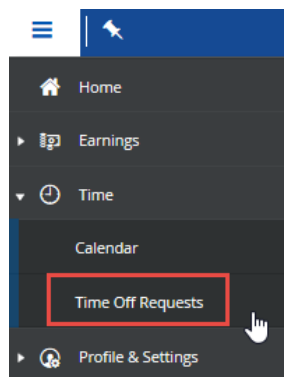 Home
Earnings
Time
Calendar
Time Off Requests
Profile & Settings